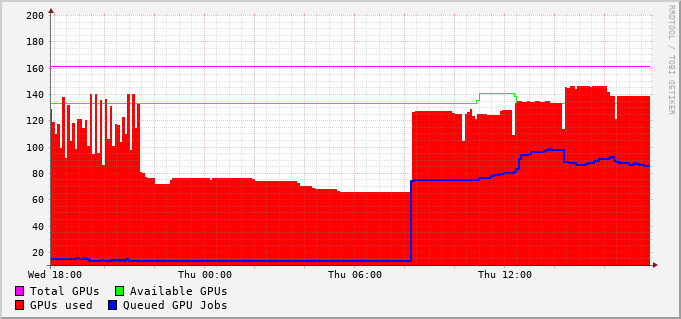 200
180
160
140
120
100
80
60
40
20
Wed 18:00 Thu 00:00 Thu 06:00 Thu 12:00
Total GPUs Available GPUs
GPUs used Queued GPU Jobs
RRDTOOL / TOBI OETIKER